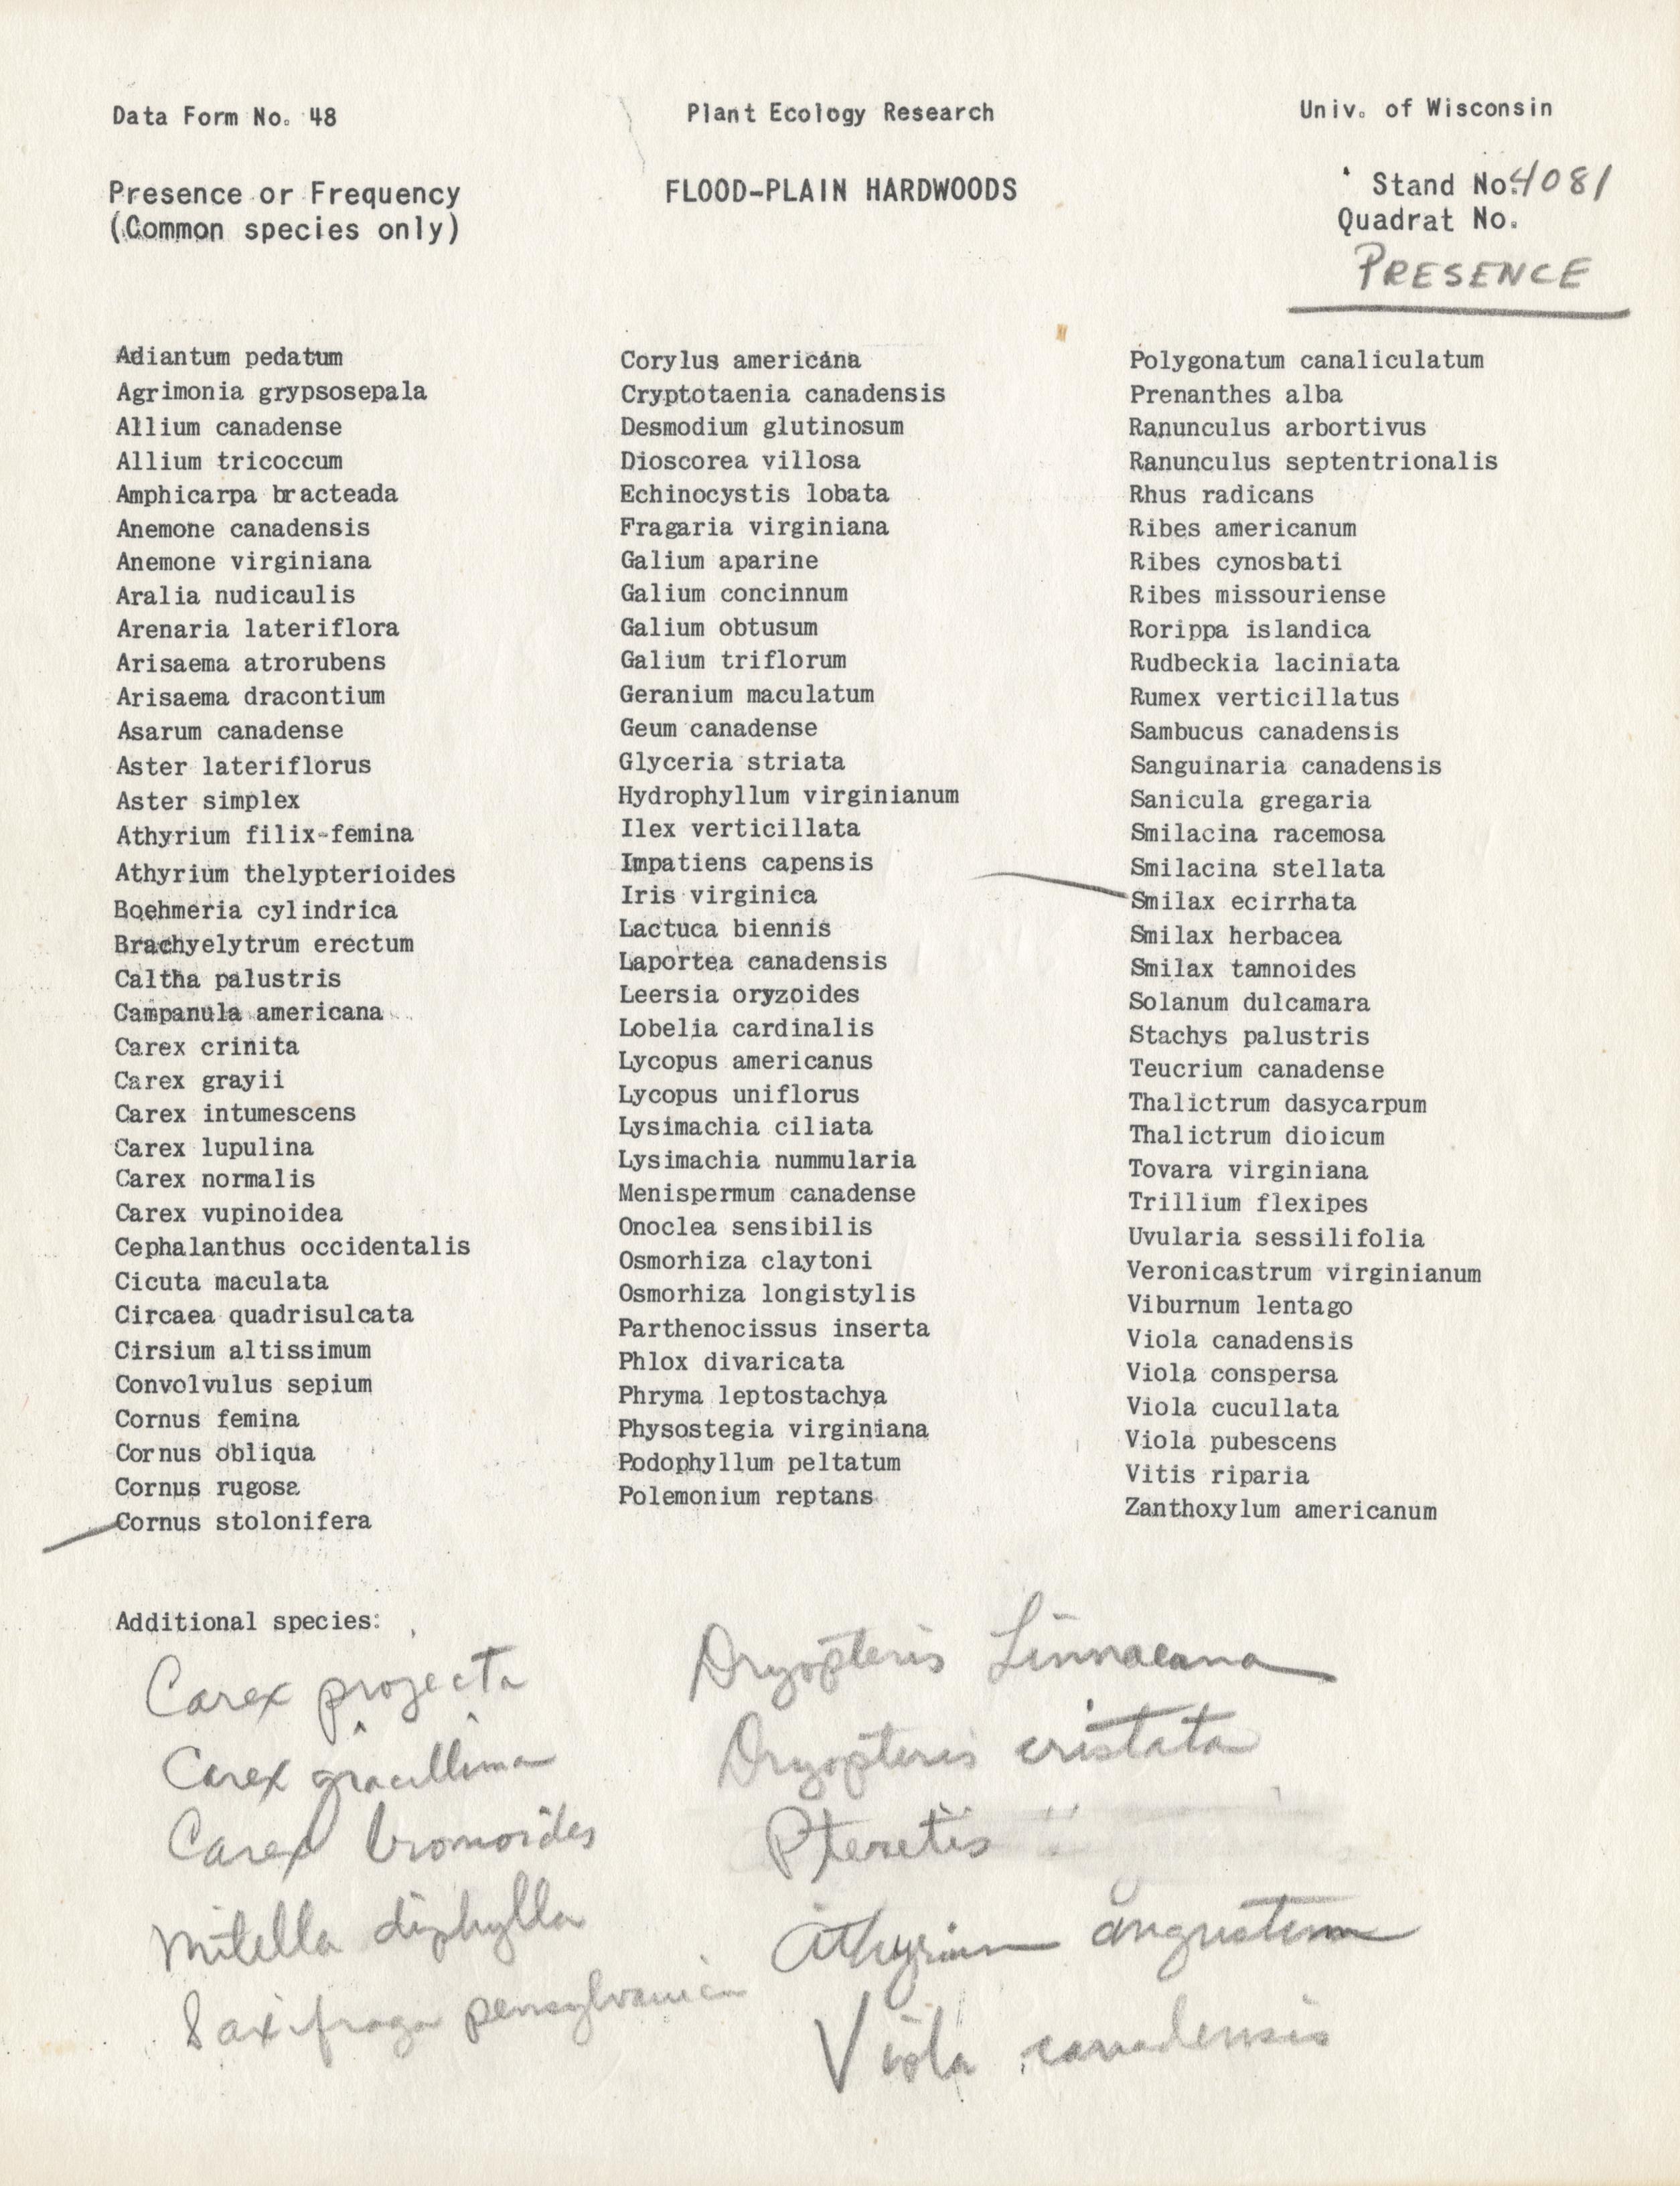 Data Form No. 48
Plant Ecology Research
Univ. of Wisconsin
Presence or Frequency
(Common species only)
FLOOD-PLAIN HARDWOODS
Stand No. 4081
Quadrat No.
PRESENCE
Adiantum pedatum
Agrimonia grypsosepala
Allium canadense
Allium tricoccum
Amphicarpa bracteada
Anemone canadensis
Anemone virginiana
Aralia nudicaulis
Arenaria lateriflora
Arisaema atrorubens
Arisaema dracontium
Asarum canadense
Aster lateriflorus
Aster simplex
Athyrium filix-femina
Athyrium thelypterioides
Boehmeria cylindrica
Brachyelytrum erectum
Caltha palustris
Campanula americana
Carex crinita
Carex grayii
Carex intumescens
Carex lupulina
Carex normalis
Carex vupinoidea
Cephalanthus occidentalis
Cicuta maculata
Circaea quadrisulcata
Cirsium altissimum
Convolvulus sepium
Cornus femina
Cornus obliqua
Cornus rugosa
Cornus stolonifera
Corylus americana
Cryptotaenia canadensis
Desmodium glutinosum
Dioscorea villosa
Echinocystis lobata
Fragaria virginiana
Galium aparine
Galium concinnum
Galium obtusum
Galium triflorum
Geranium maculatum
Geum canadense
Glyceria striata
Hydrophyllum virginianum
Ilex verticillata
Impatiens capensis
Iris virginica
Lactuca biennis
Laportea canadensis
Leersia oryzoides
Lobelia cardinalis
Lycopus americanus
Lycopus uniflorus
Lysimachia ciliata
Lysimachia nummularia
Menispermum canadense
Onoclea sensibilis
Osmorhiza claytoni
Osmorhiza longistylis
Parthenocissus inserta
Phlox divaricata
Phryma leptostachya
Physostegia virginiana
Podophyllum peltatum
Polemonium reptans
Polygonatum canaliculatum
Prenanthes alba
Ranunculus arbortivus
Ranunculus septentrionalis
Rhus radicans
Ribes americanum
Ribes cynosbati
Ribes missouriense
Rorippa islandica
Rudbeckia laciniata
Rumex verticillatus
Sambucus canadensis
Sanguinaria canadensis
Sanicula gregaria
Smilacina racemosa
Smilacina stellata
Smilax ecirrhata
Smilax herbacea
Smilax tamnoides
Solanum dulcamara
Stachys palustris
Teucrium canadense
Thalictrum dasycarpum
Thalictrum dioicum
Tovara virginiana
Trillium flexipes
Uvularia sessilifolia
Veronicastrum virginianum
Viburnum lentago
Viola canadensis
Viola conspersa
Viola cucullata
Viola pubescens
Vitis riparia
Zanthoxylum americanum
Additional species:
Carex projecta
Carex gracillima
Carex bromoides
Mitella diphylla
Saxifraga pensylvanica
Dryopteris Linnaeana
Dryopteris cristata
Pteretis
Athyrium angustum
Viola canadensis